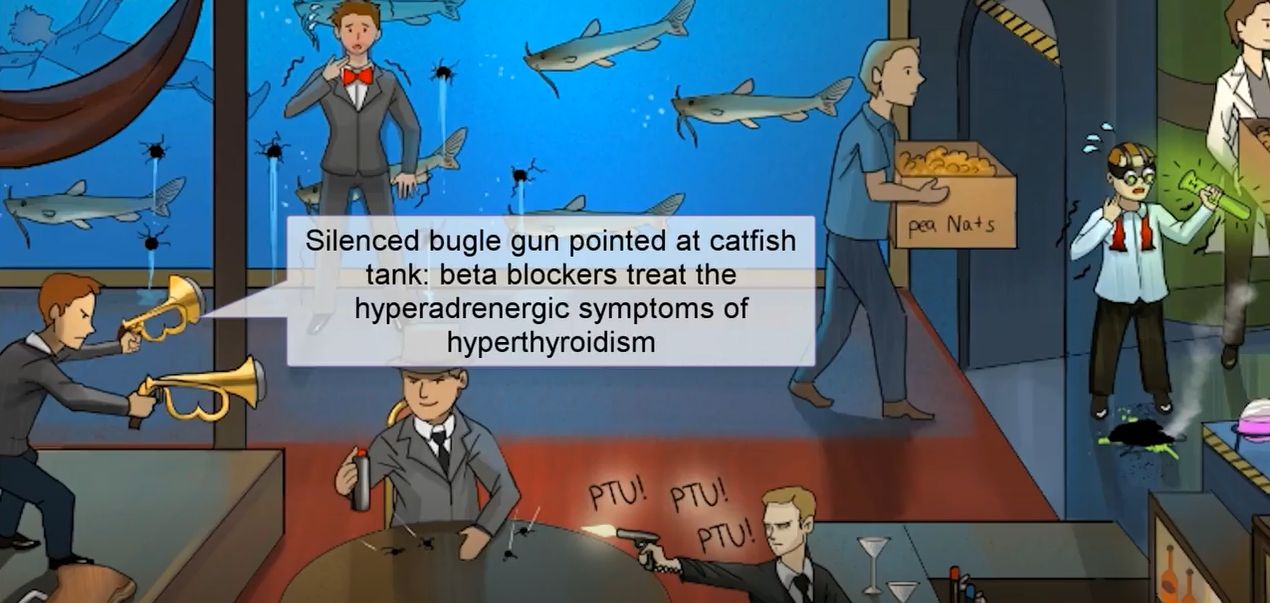 Silenced bugle gun pointed at catfish
tank: beta blockers treat the
hyperadrenergic symptoms of
hyperthyroidism
pea Nats
PTU! PTU!
PTU!